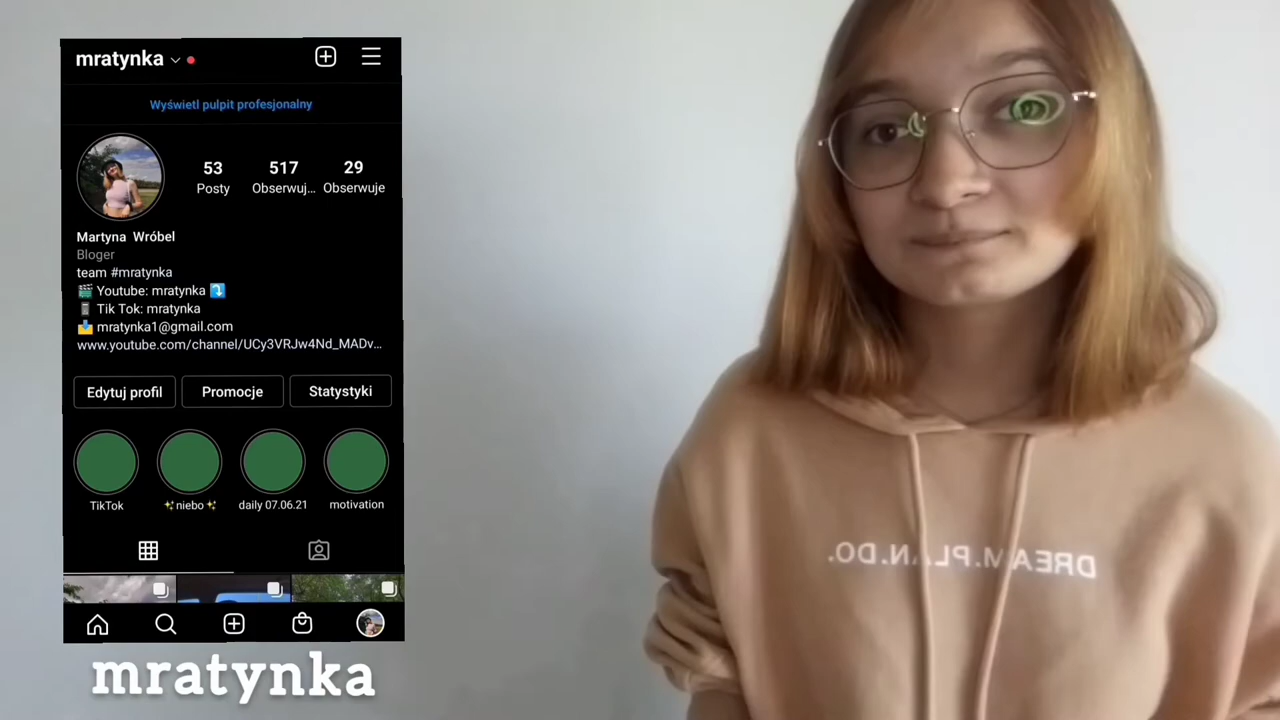 mratynka
Wyświetl pulpit profesjonalny
53 517 29
Posty Obserwuj... Obserwuje
Martyna Wróbel
Bloger
team #mratynka
🎬 Youtube: mratynka ⤵️
📱 Tik Tok: mratynka
📩 mratynka1@gmail.com
www.youtube.com/channel/UCy3VRJw4Nd_MADv...
Edytuj profil Promocje Statystyki
TikTok ✨niebo✨ daily 07.06.21 motivation
mratynka
DREAM.PLAN.DO.